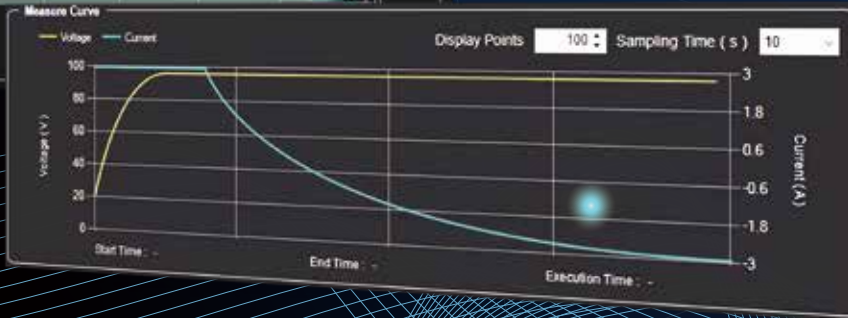 Measure Curve
Voltage Current
Display Points 100 Sampling Time ( s ) 10
100
80
60
40
20
0
Voltage ( V )
3
1.8
0.6
-0.6
-1.8
-3
Current ( A )
Start Time : -
End Time : -
Execution Time : -